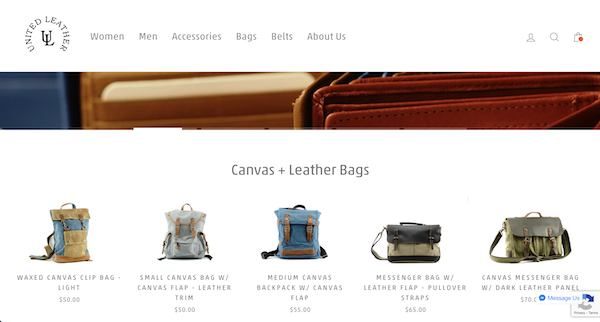 UNITED LEATHER
UL
Women Men Accessories Bags Belts About Us
Canvas + Leather Bags
WAXED CANVAS CLIP BAG - LIGHT
$50.00
SMALL CANVAS BAG W/ CANVAS FLAP - LEATHER TRIM
$50.00
MEDIUM CANVAS BACKPACK W/ CANVAS FLAP
$55.00
MESSENGER BAG W/ LEATHER FLAP - PULLOVER STRAPS
$65.00
CANVAS MESSENGER BAG W/ DARK LEATHER PANEL
$70.
Message Us
Privacy - Terms